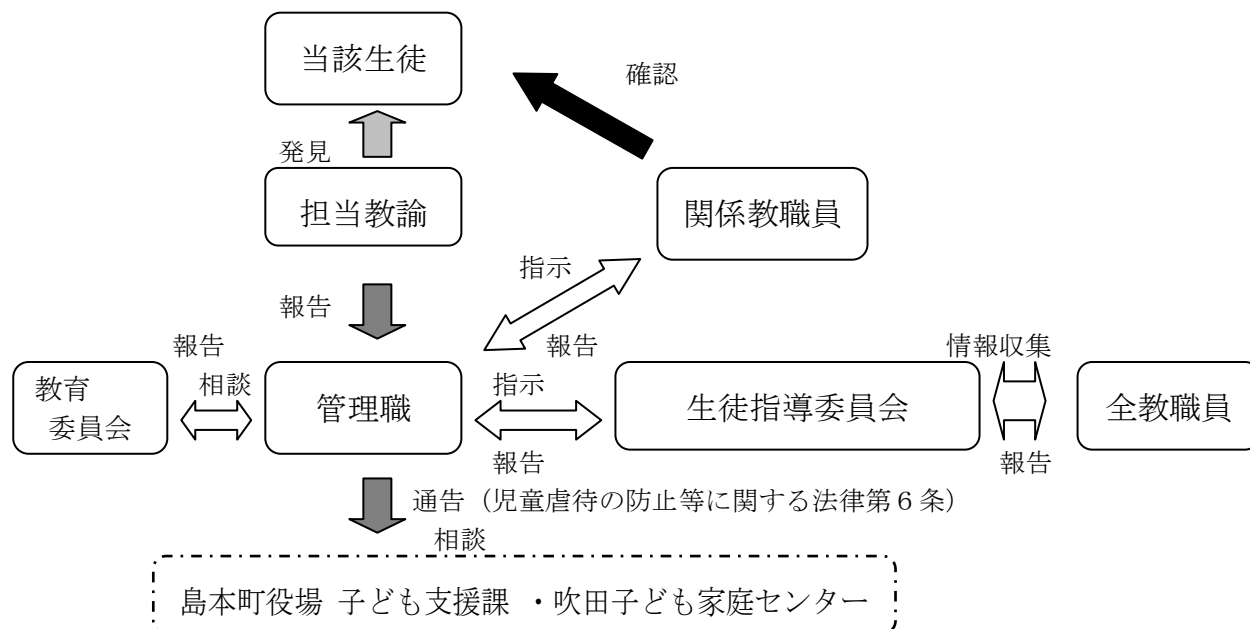 当該生徒
確認
発見
担当教諭
関係教職員
指示
報告
報告
報告
情報収集
教育
委員会
相談
管理職
指示
生徒指導委員会
全教職員
報告
報告
通告（児童虐待の防止等に関する法律第６条）
相談
島本町役場 子ども支援課 ・吹田子ども家庭センター